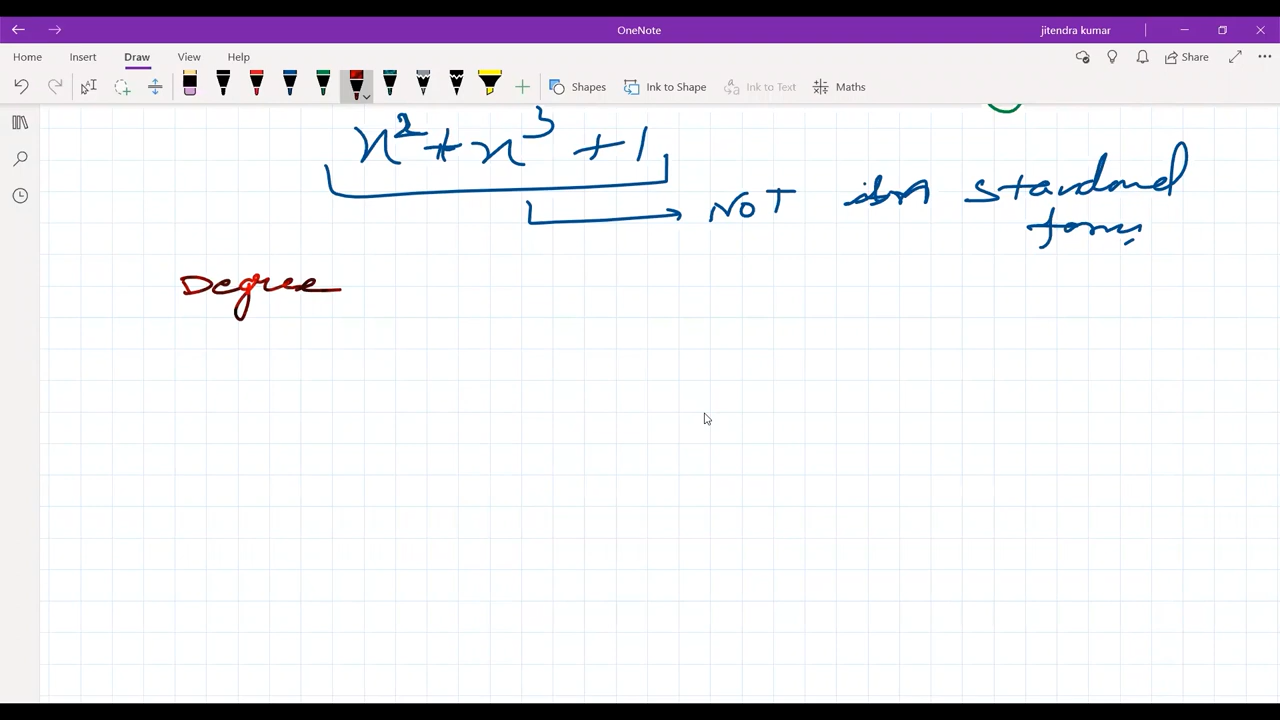 OneNote
jitendra kumar
Home Insert Draw View Help
Share
Shapes Ink to Shape Ink to Text Maths
x² + x³ + 1
NOT standard
form
Degree